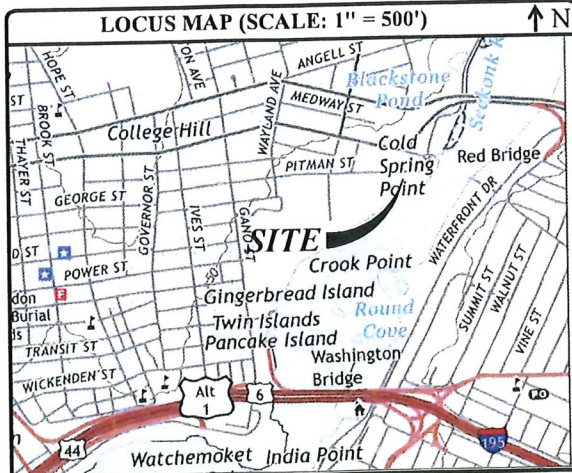 LOCUS MAP (SCALE: 1" = 500')
N
HOPE ST
ON AVE
ANGELL ST
ST
BROOK ST
WAYLAND AVE
MEDWAY ST
Blackstone
Pond
Seekonk R
College Hill
THAYER ST
PITMAN ST
Cold
Spring
Point
Red Bridge
GEORGE ST
GOVERNOR ST
IVES ST
GANO ST
WATERFRONT DR
SITE
D ST
POWER ST
Crook Point
SUMMIT ST
WALNUT ST
F
Gingerbread Island
don
Burial
ds
Twin Islands
Pancake Island
Round
Cove
VINE ST
TRANSIT ST
Washington
Bridge
WICKENDEN ST
Alt
1
6
PO
44
195
n
Watchemoket
India Point